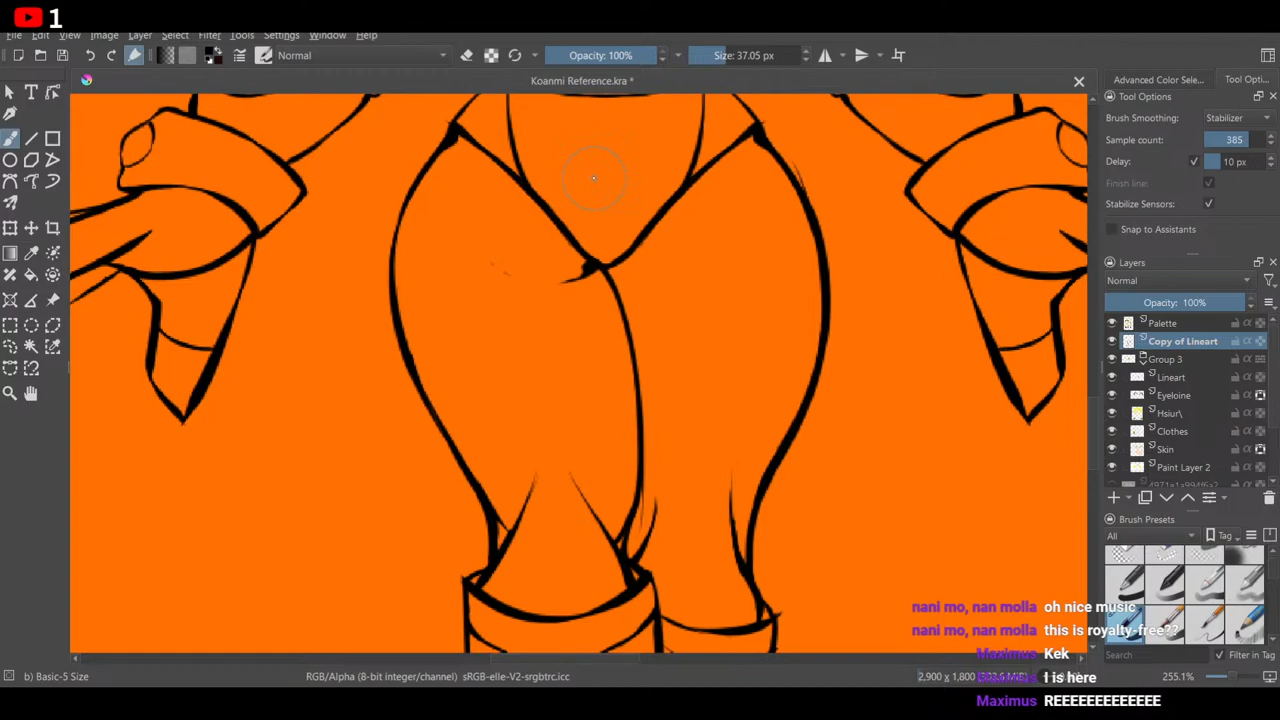 1
File Edit View Image Layer Select Filter Tools Settings Window Help
Normal Opacity: 100% Size: 37.05 px
Koanmi Reference.kra *
Advanced Color Sele... Tool Opti...
Tool Options
Brush Smoothing: Stabilizer
Sample count: 385
Delay: 10 px
Finish line:
Stabilize Sensors:
Snap to Assistants
Layers
Normal
Opacity: 100%
Palette
Copy of Lineart
Group 3
Lineart
Eyeloine
Hsiur\
Clothes
Skin
Paint Layer 2
Brush Presets
All Tag
nani mo, nan molla oh nice music
nani mo, nan molla this is royalty-free??
Maximus Kek
Maximus I is here
Maximus REEEEEEEEEEEEE
Search Filter in Tag
b) Basic-5 Size RGB/Alpha (8-bit integer/channel) sRGB-elle-V2-srgbtrc.icc 2,900 x 1,800 255.1%